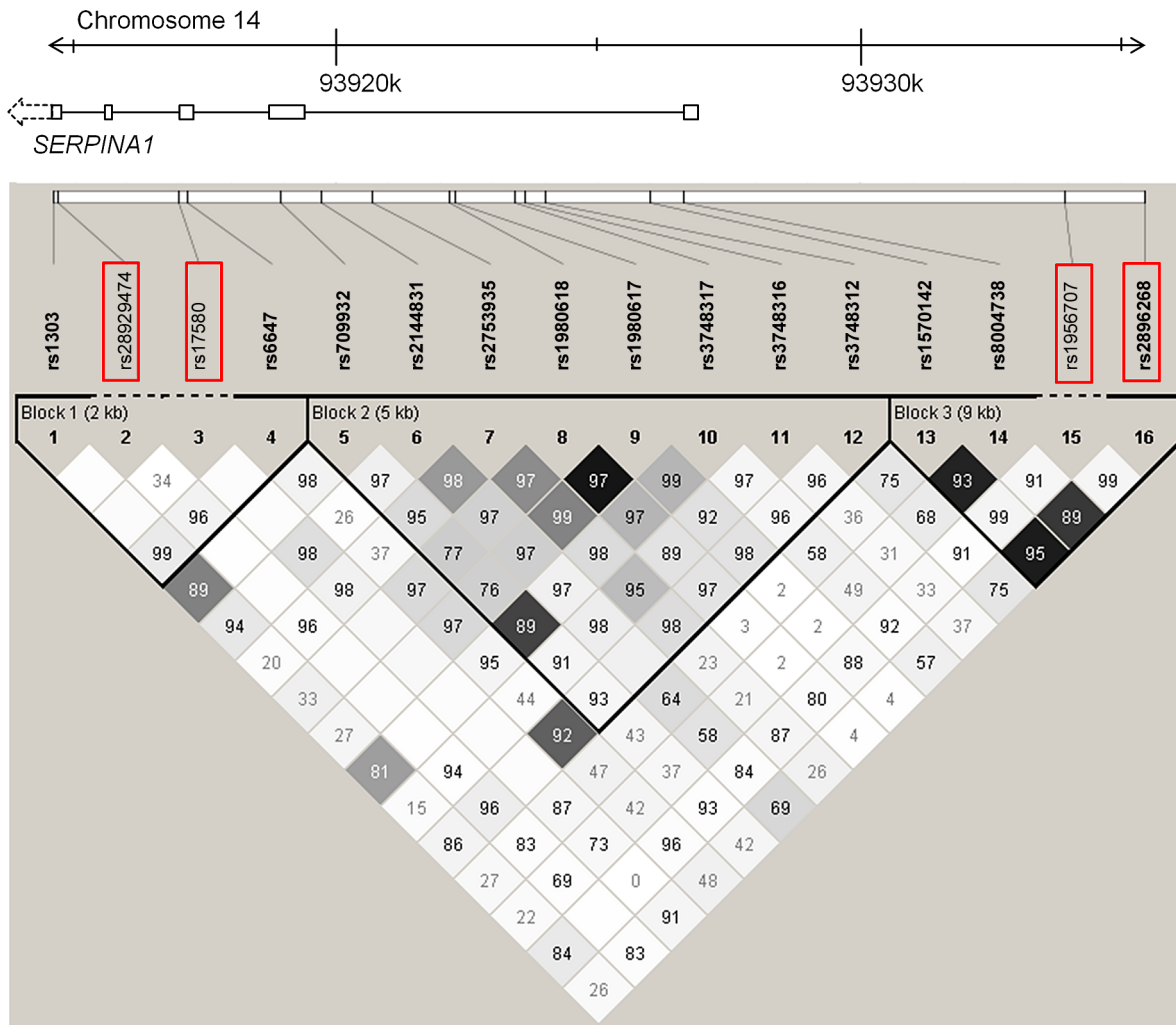 Chromosome 14
93920k 93930k
SERPINA1
rs1303 rs28929474 rs17580 rs6647 rs709932 rs2144831 rs2753935 rs1980618 rs1980617 rs3748317 rs3748316 rs3748312 rs1570142 rs8004738 rs1956707 rs2896268
Block 1 (2 kb) Block 2 (5 kb) Block 3 (9 kb)
1 2 3 4 5 6 7 8 9 10 11 12 13 14 15 16
34 98 97 98 97 97 99 97 96 75 93 91 99
96 26 95 97 99 97 92 96 36 68 99 89
99 98 37 77 97 98 89 98 58 31 91 95
89 98 97 76 97 95 97 2 49 33 75
94 96 97 89 98 98 3 2 92 37
20 95 91 23 2 88 57
33 44 93 64 21 80 4
27 92 43 58 87 4
81 94 47 37 84 26
15 96 87 42 93 69
86 83 73 96 42
27 69 0 48
22 91
84 83
26